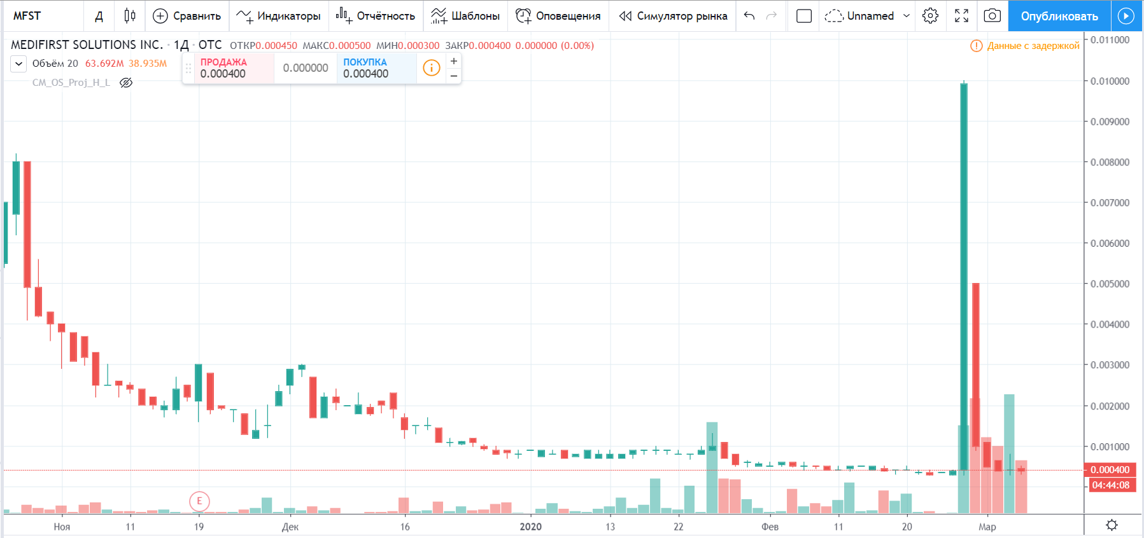 MFST Д Сравнить Индикаторы Отчётность Шаблоны Оповещения Симулятор рынка Unnamed Опубликовать
MEDIFIRST SOLUTIONS INC. · 1Д · OTC ОТКР0.000450 МАКС0.000500 МИН0.000300 ЗАКР0.000400 0.000000 (0.00%)
Данные с задержкой
Объём 20 63.692M 38.935M
ПРОДАЖА
0.000400
0.000000
ПОКУПКА
0.000400
CM_OS_Proj_H_L
0.011000
0.010000
0.009000
0.008000
0.007000
0.006000
0.005000
0.004000
0.003000
0.002000
0.001000
0.000400
04:44:08
E
Ноя 11 19 Дек 16 2020 13 22 Фев 11 20 Мар